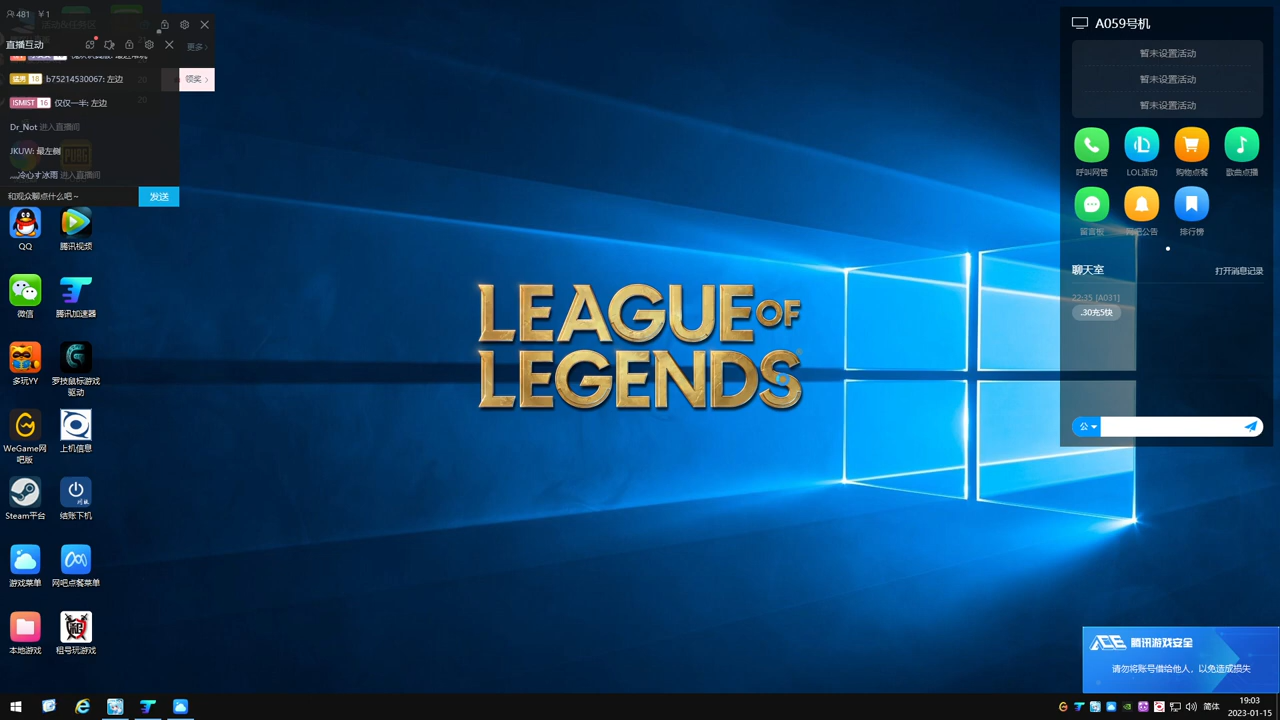 481 ￥1
直播互动
更多
b75214530067: 左边
领奖
ISMIST 16 仅仅一半: 左边
Dr_Not 进入直播间
JKUW: 最左侧
进入直播间
和观众聊点什么吧~
发送
QQ
腾讯视频
微信
腾讯加速器
多玩YY
罗技鼠标游戏
驱动
WeGame网
吧版
上机信息
Steam平台
结账下机
游戏菜单
网吧点餐菜单
本地游戏
租号玩游戏
LEAGUE OF
LEGENDS
A059号机
暂未设置活动
暂未设置活动
暂未设置活动
呼叫网管
LOL活动
购物点餐
歌曲点播
留言板
网吧公告
排行榜
聊天室
打开消息记录
22:35 [A031]
.30充5快
公
ACE 腾讯游戏安全
请勿将账号借给他人，以免造成损失
简体
19:03
2023-01-15